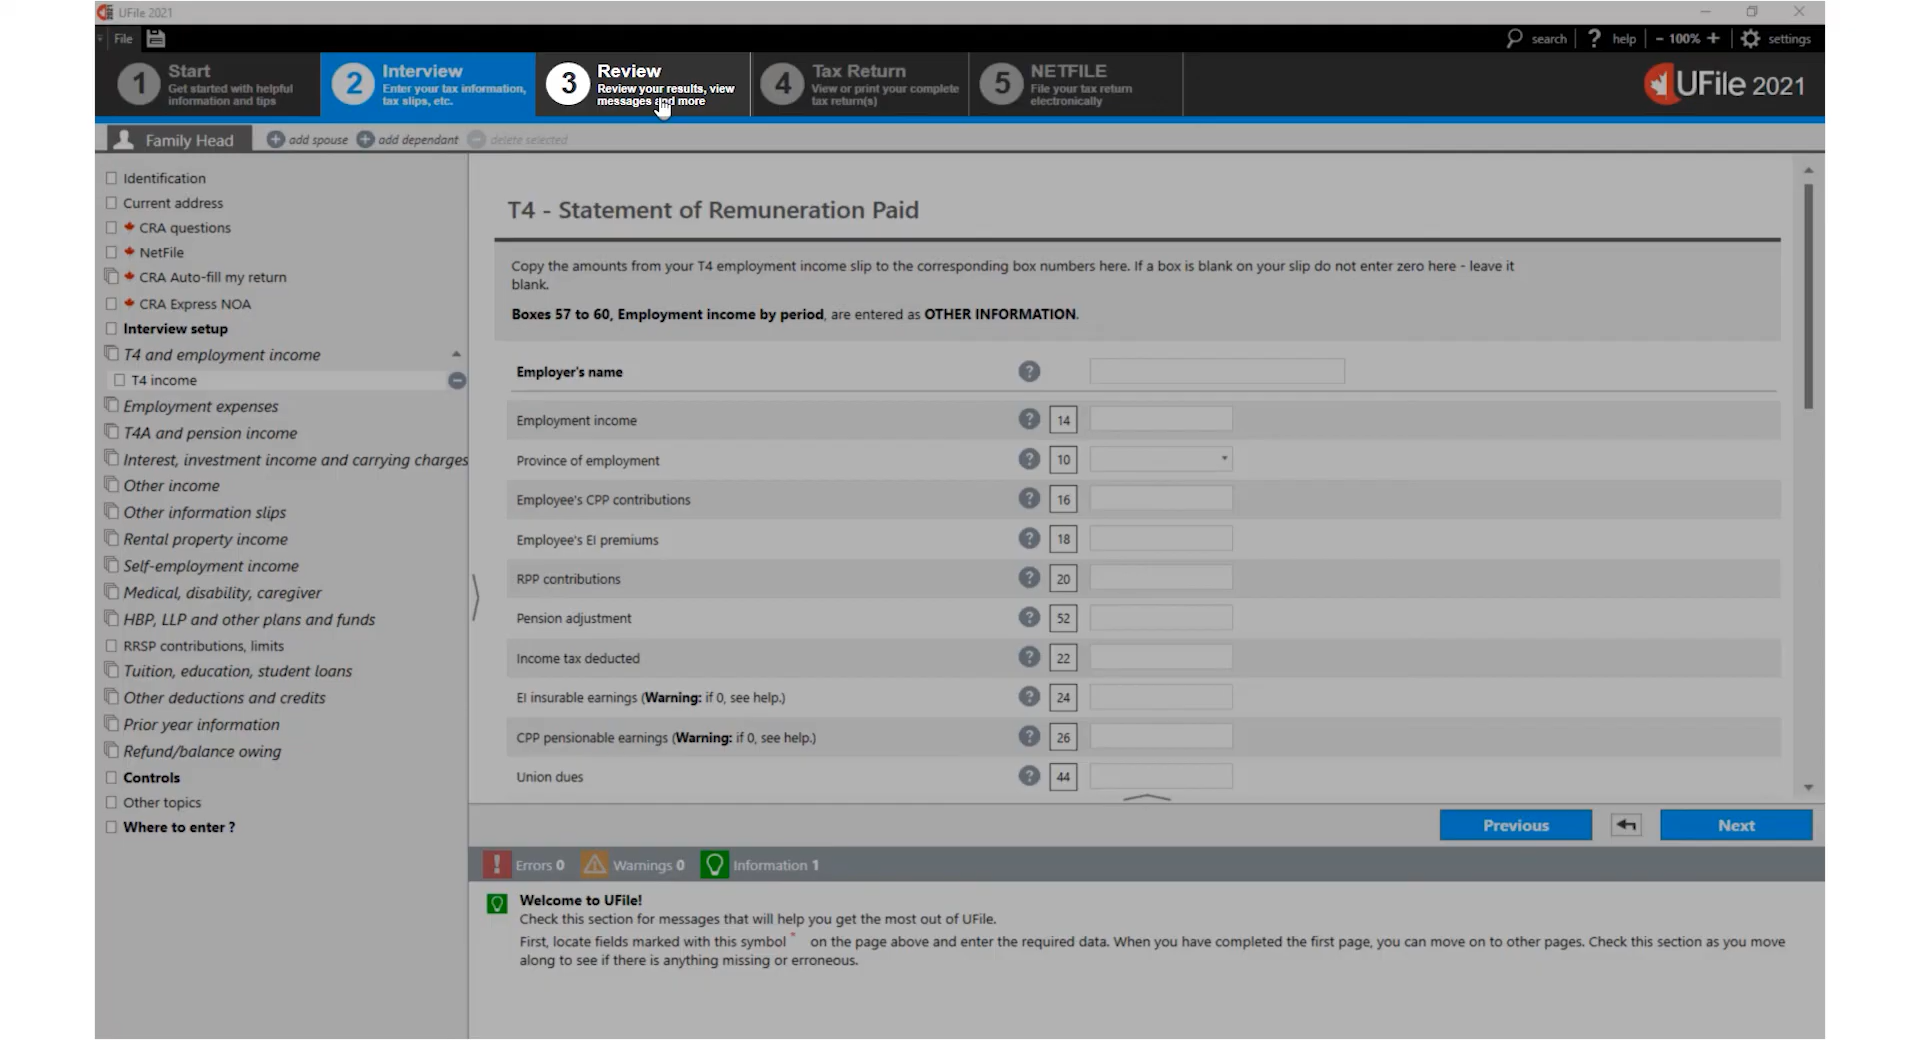 UFile 2021
File
search
help
- 100% +
settings
1
Start
Get started with helpful
information and tips
2
Interview
Enter your tax information,
tax slips, etc.
3
Review
Review your results, view
messages and more
4
Tax Return
View or print your complete
tax return(s)
5
NETFILE
File your tax return
electronically
UFile 2021
Family Head
add spouse
add dependant
delete selected
Identification
Current address
CRA questions
NetFile
CRA Auto-fill my return
CRA Express NOA
Interview setup
T4 and employment income
T4 income
Employment expenses
T4A and pension income
Interest, investment income and carrying charges
Other income
Other information slips
Rental property income
Self-employment income
Medical, disability, caregiver
HBP, LLP and other plans and funds
RRSP contributions, limits
Tuition, education, student loans
Other deductions and credits
Prior year information
Refund/balance owing
Controls
Other topics
Where to enter ?
T4 - Statement of Remuneration Paid
Copy the amounts from your T4 employment income slip to the corresponding box numbers here. If a box is blank on your slip do not enter zero here - leave it
blank.
Boxes 57 to 60, Employment income by period, are entered as OTHER INFORMATION.
Employer's name ?
Employment income ? 14
Province of employment ? 10
Employee's CPP contributions ? 16
Employee's EI premiums ? 18
RPP contributions ? 20
Pension adjustment ? 52
Income tax deducted ? 22
EI insurable earnings (Warning: if 0, see help.) ? 24
CPP pensionable earnings (Warning: if 0, see help.) ? 26
Union dues ? 44
Previous
Next
Errors 0
Warnings 0
Information 1
Welcome to UFile!
Check this section for messages that will help you get the most out of UFile.
First, locate fields marked with this symbol * on the page above and enter the required data. When you have completed the first page, you can move on to other pages. Check this section as you move
along to see if there is anything missing or erroneous.